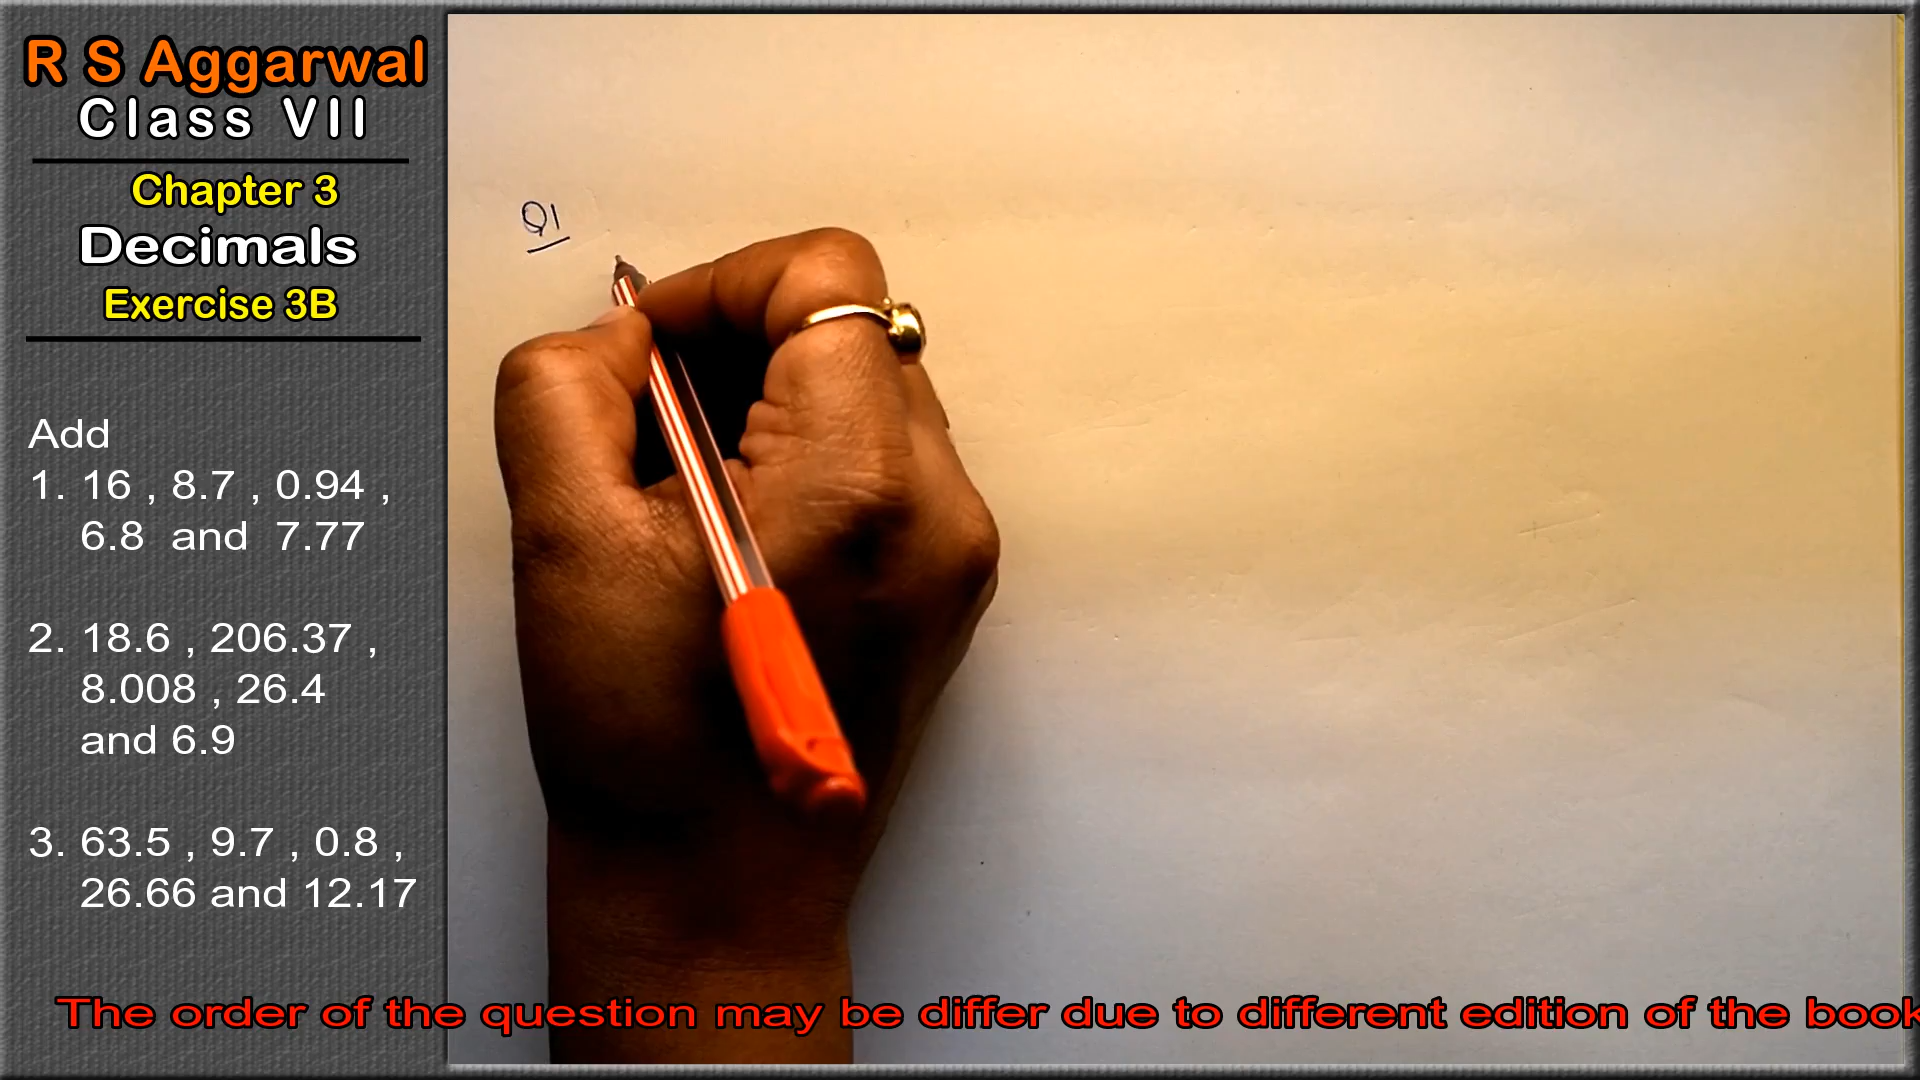 R S Aggarwal
Class VII
Chapter 3
Decimals
Exercise 3B
Add
1. 16 , 8.7 , 0.94 ,
6.8 and 7.77
2. 18.6 , 206.37 ,
8.008 , 26.4
and 6.9
3. 63.5 , 9.7 , 0.8 ,
26.66 and 12.17
Q1
The order of the question may be differ due to different edition of the book